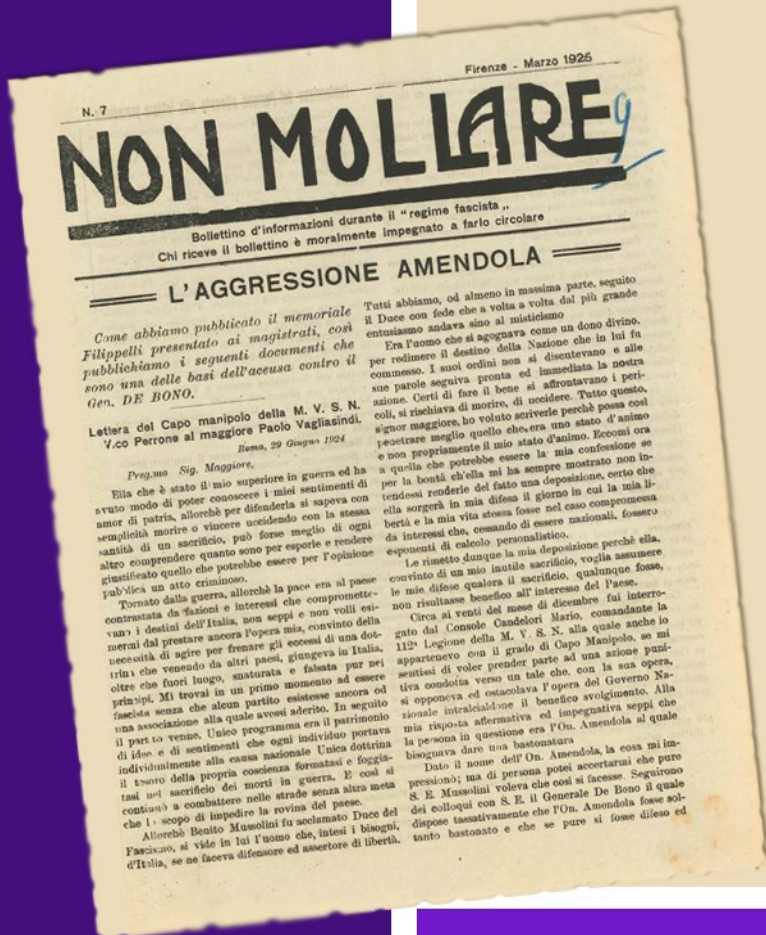 N. 7
Firenze - Marzo 1925
NON MOLLARE
9
Bollettino d'informazioni durante il "regime fascista „
Chi riceve il bollettino è moralmente impegnato a farlo circolare
L'AGGRESSIONE AMENDOLA
Come abbiamo pubblicato il memoriale
Filippelli presentato ai magistrati, così
pubblichiamo i seguenti documenti che
sono una delle basi dell'accusa contro il
Gen. DE BONO.
Lettera del Capo manipolo della M. V. S. N.
V.co Perrone al maggiore Paolo Vagliasindi.
Roma, 29 Giugno 1924
Preg.mo Sig. Maggiore,
Ella che è stato il mio superiore in guerra ed ha
avuto modo di poter conoscere i miei sentimenti di
amor di patria, allorchè per difenderla si sapeva con
semplicità morire o vincere uccidendo con la stessa
santità di un sacrificio, può forse meglio di ogni
altro comprendere quanto sono per esporle e rendere
giustificato quello che potrebbe essere per l'opinione
pubblica un atto criminoso.
Tornato dalla guerra, allorchè la pace era al paese
contrastata da fazioni e interessi che compromette-
vano i destini dell'Italia, non seppi e non volli esi-
mermi dal prestare ancora l'opera mia, convinto della
necessità di agire per frenare gli eccessi di una dot-
trina che venendo da altri paesi, giungeva in Italia,
oltre che fuori luogo, snaturata e falsata pur nei
principi. Mi trovai in un primo momento ad essere
fascista senza che alcun partito esistesse ancora od
una associazione alla quale avessi aderito. In seguito
il partito venne. Unico programma era il patrimonio
di idee e di sentimenti che ogni individuo portava
individualmente alla causa nazionale Unica dottrina
il tesoro della propria coscienza formatasi e foggia-
tasi nel sacrificio dei morti in guerra. E così si
continuò a combattere nelle strade senza altra meta
che lo scopo di impedire la rovina del paese.
Allorchè Benito Mussolini fu acclamato Duce del
Fascismo, si vide in lui l'uomo che, intesi i bisogni,
d'Italia, se ne faceva difensore ed assertore di libertà.
Tutti abbiamo, od almeno in massima parte, seguito
il Duce con fede che a volta a volta dal più grande
entusiasmo andava sino al misticismo
Era l'uomo che si agognava come un dono divino,
per redimere il destino della Nazione che in lui fu
commesso. I suoi ordini non si discutevano e alle
sue parole seguiva pronta ed immediata la nostra
azione. Certi di fare il bene si affrontavano i peri-
coli, si rischiava di morire, di uccidere. Tutto questo,
signor maggiore, ho voluto scriverle perchè possa così
penetrare meglio quello che era uno stato d'animo
e non propriamente il mio stato d'animo. Eccomi ora
a quella che potrebbe essere la mia confessione se
per la bontà ch'ella mi ha sempre mostrato non in-
tendessi renderle del fatto una deposizione, certo che
ella sorgerà in mia difesa il giorno in cui la mia li-
bertà e la mia vita stessa fosse nel caso compromessa
da interessi che, cessando di essere nazionali, fossero
esponenti di calcolo personalistico.
Le rimetto dunque la mia deposizione perchè ella,
convinto di un mio inutile sacrificio, voglia assumere
le mie difese qualora il sacrificio, qualunque fosse,
non risultasse benefico all'interesse del Paese.
Circa ai venti del mese di dicembre fui interro-
gato dal Console Candelori Mario, comandante la
112ª Legione della M. V. S. N. alla quale anche io
appartenevo con il grado di Capo Manipolo, se mi
sentissi di voler prender parte ad una azione puni-
tiva condotta verso un tale che, con la sua opera,
si opponeva ed ostacolava l'opera del Governo Na-
zionale intralciandone il benefico svolgimento. Alla
mia risposta affermativa ed impegnativa seppi che
la persona in questione era l'On. Amendola al quale
bisognava dare una bastonatura
Dato il nome dell'On. Amendola, la cosa mi im-
pressionò; ma di persona potei accertarmi che pure
S. E. Mussolini voleva che così si facesse. Seguirono
dei colloqui con S. E. il Generale De Bono il quale
dispose tassativamente che l'On. Amendola fosse sol-
tanto bastonato e che se pure si fosse difeso ed